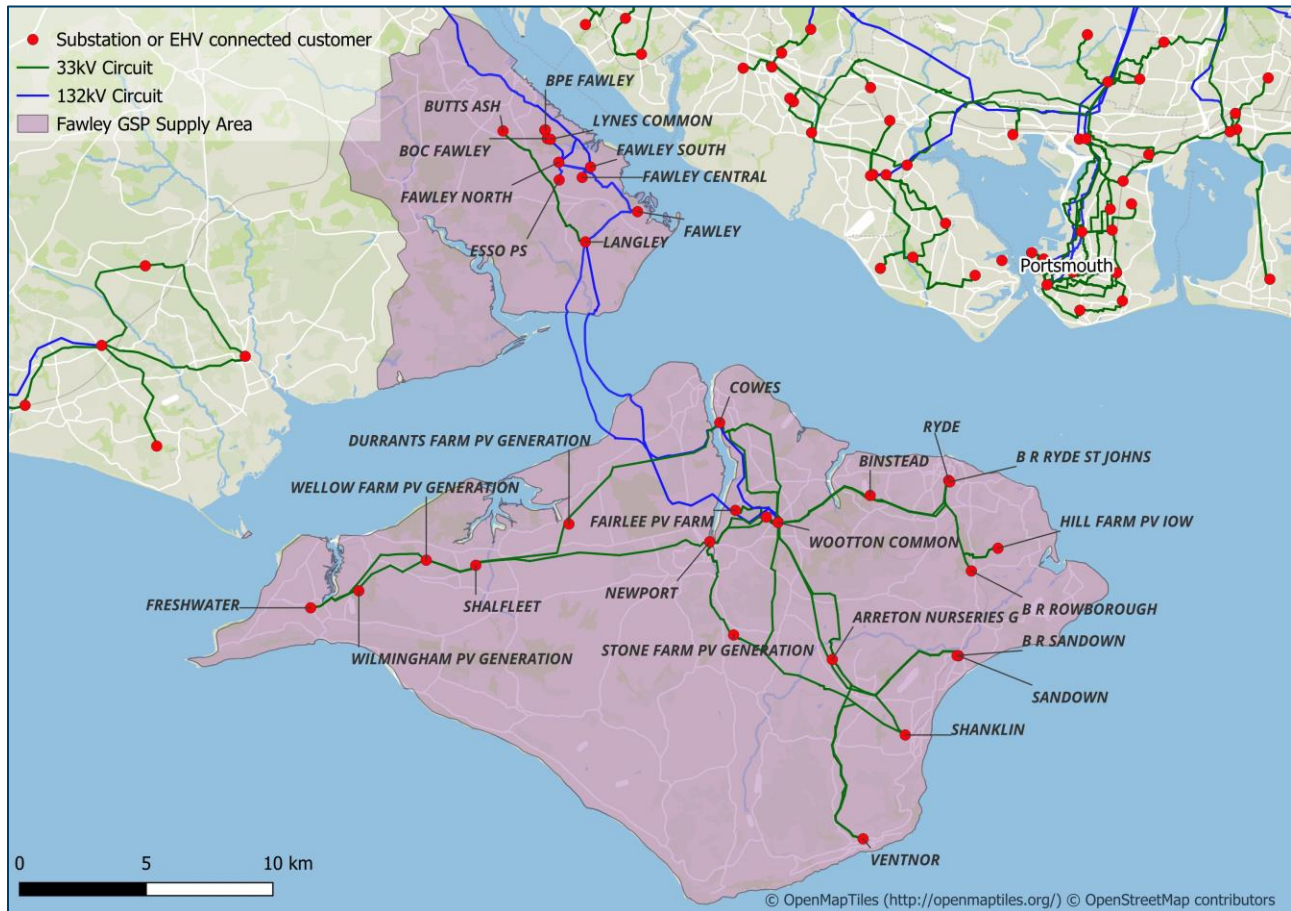 Substation or EHV connected customer
33kV Circuit
132kV Circuit
Fawley GSP Supply Area
BPE FAWLEY
BUTTS ASH
LYNES COMMON
BOC FAWLEY
FAWLEY SOUTH
FAWLEY CENTRAL
FAWLEY NORTH
FAWLEY
LANGLEY
ESSO PS
Portsmouth
COWES
DURRANTS FARM PV GENERATION
RYDE
B R RYDE ST JOHNS
BINSTEAD
WELLOW FARM PV GENERATION
HILL FARM PV IOW
FAIRLEE PV FARM
WOOTTON COMMON
NEWPORT
SHALFLEET
FRESHWATER
B R ROWBOROUGH
ARRETON NURSERIES G
B R SANDOWN
STONE FARM PV GENERATION
WILMINGHAM PV GENERATION
SANDOWN
SHANKLIN
VENTNOR
0 5 10 km
© OpenMapTiles (http://openmaptiles.org/) © OpenStreetMap contributors